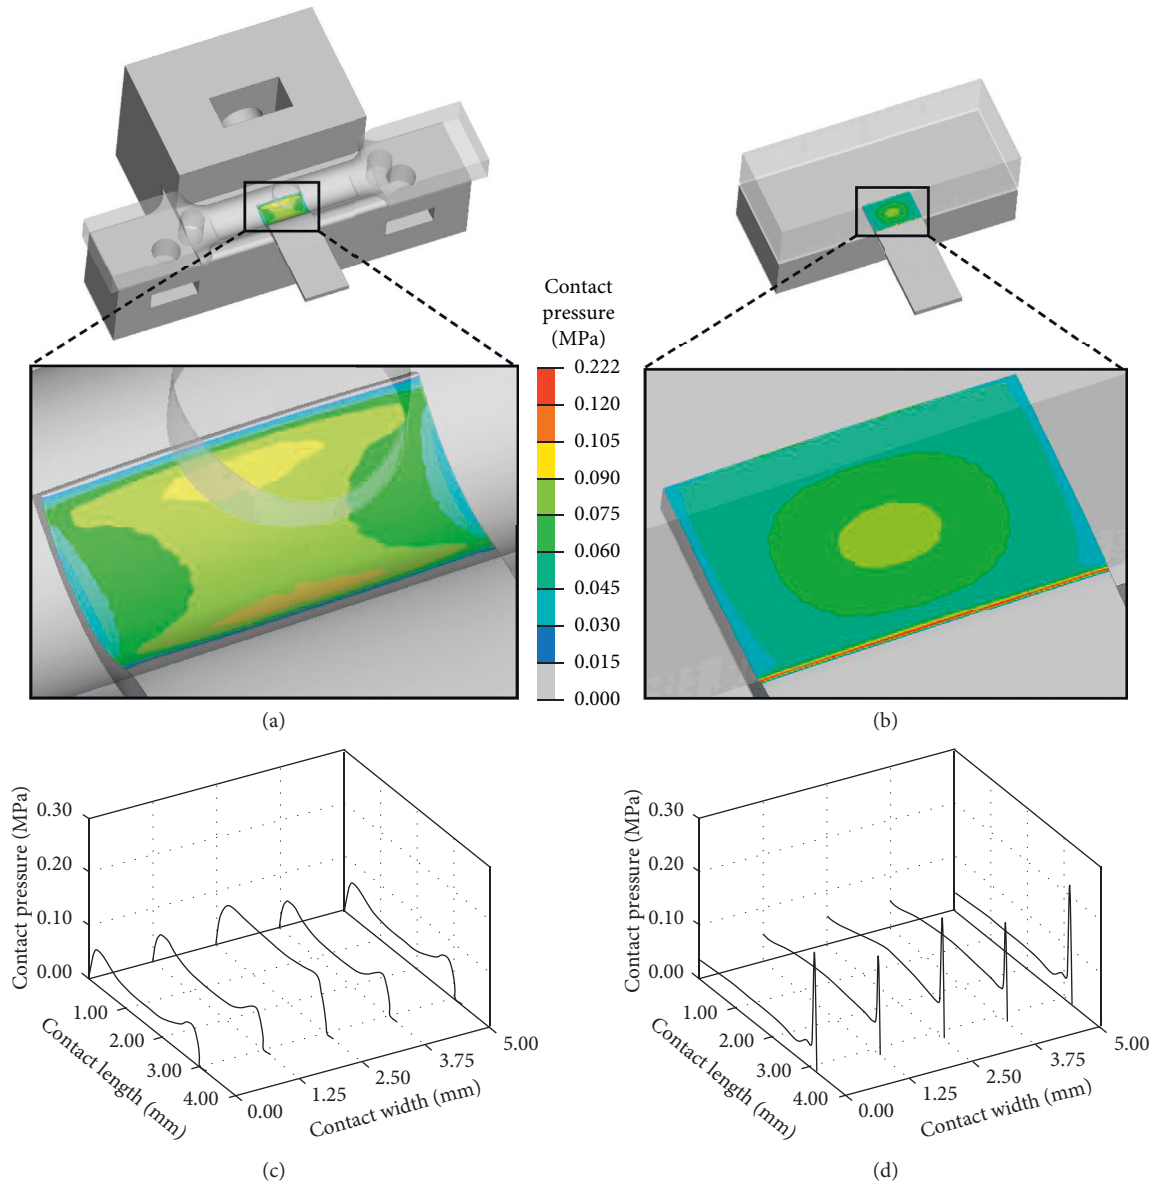 Contact
pressure
(MPa)
0.222
0.120
0.105
0.090
0.075
0.060
0.045
0.030
0.015
0.000
(a)
(b)
Contact pressure (MPa)
0.30
0.20
0.10
0.00
1.00
2.00
3.00
4.00
Contact length (mm)
0.00
1.25
2.50
3.75
5.00
Contact width (mm)
(c)
Contact pressure (MPa)
0.30
0.20
0.10
0.00
1.00
2.00
3.00
4.00
Contact length (mm)
0.00
1.25
2.50
3.75
5.00
Contact width (mm)
(d)